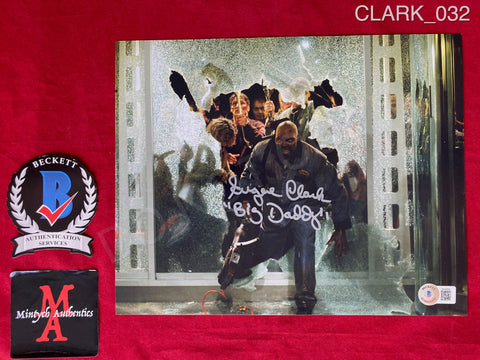 CLARK_032
BECKETT
B
AUTHENTICATION
SERVICES
Eugene Clark
"Big Daddy"
MA
Mintych Authentics